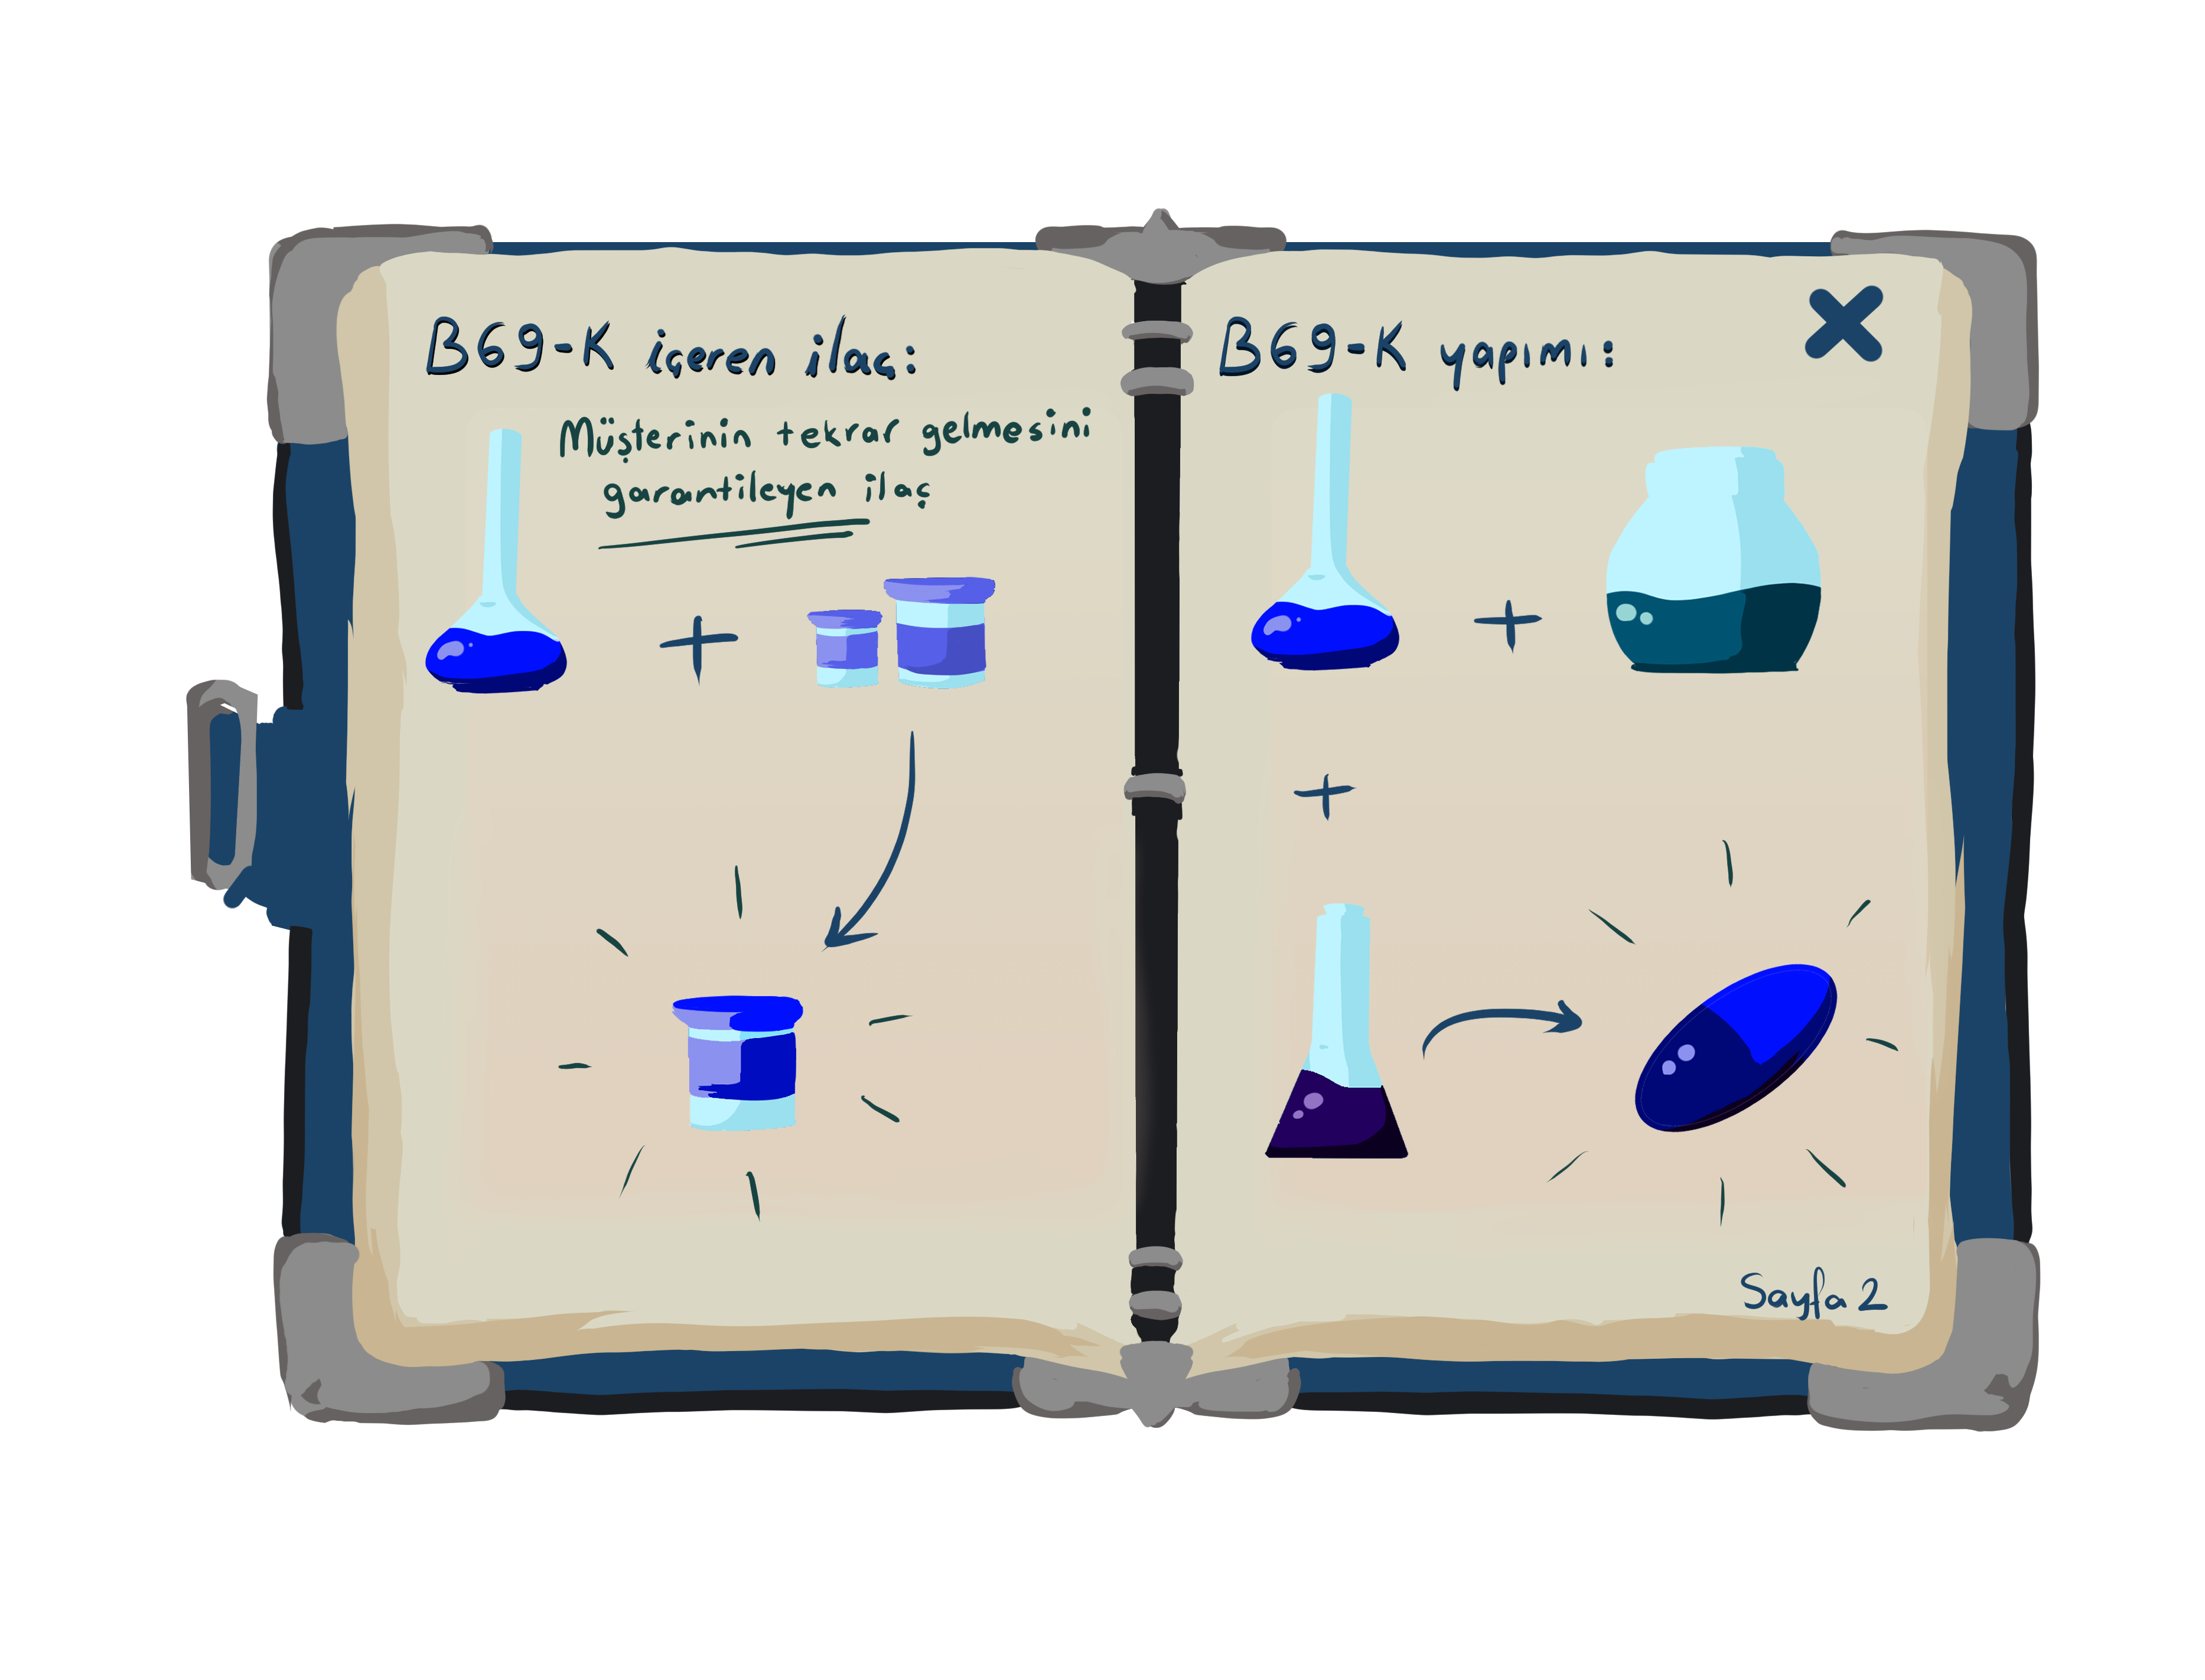 B69-K içeren ilaç:
Müşterinin tekrar gelmesini
garantileyen ilaç
B69-K yapımı:
Sayfa 2